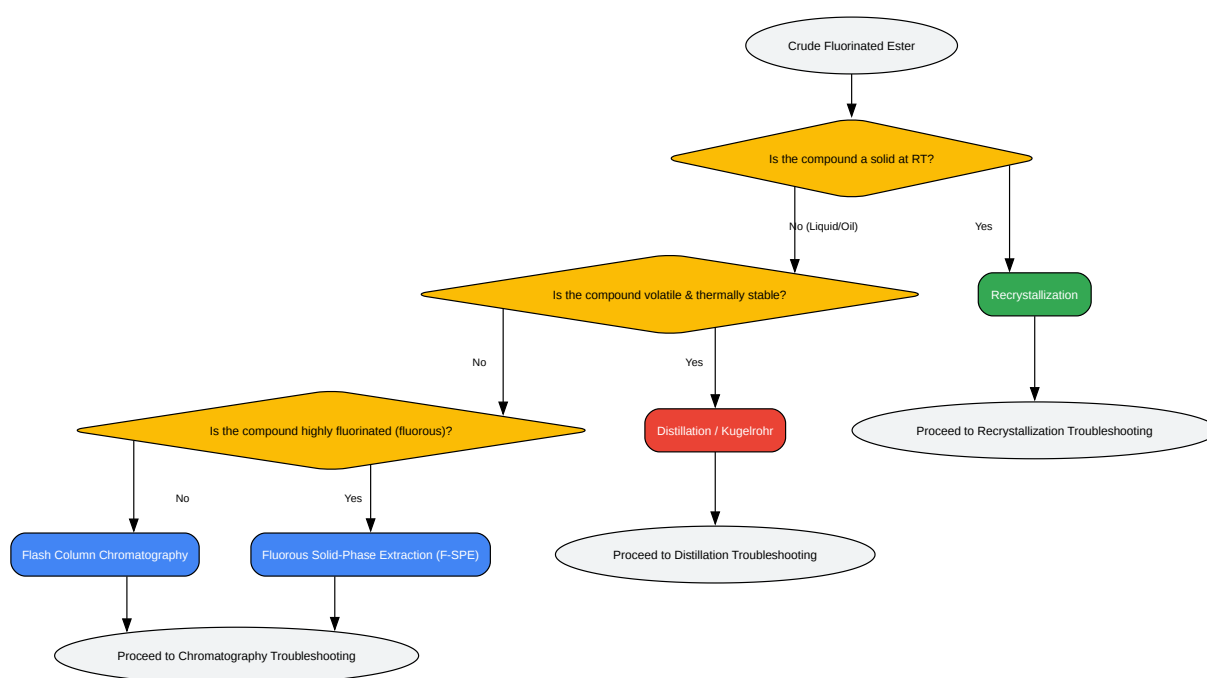 Crude Fluorinated Ester
Is the compound a solid at RT?
No (Liquid/Oil)
Yes
Is the compound volatile & thermally stable?
Recrystallization
No
Yes
Is the compound highly fluorinated (fluorous)?
Distillation / Kugelrohr
Proceed to Recrystallization Troubleshooting
No
Yes
Flash Column Chromatography
Fluorous Solid-Phase Extraction (F-SPE)
Proceed to Distillation Troubleshooting
Proceed to Chromatography Troubleshooting